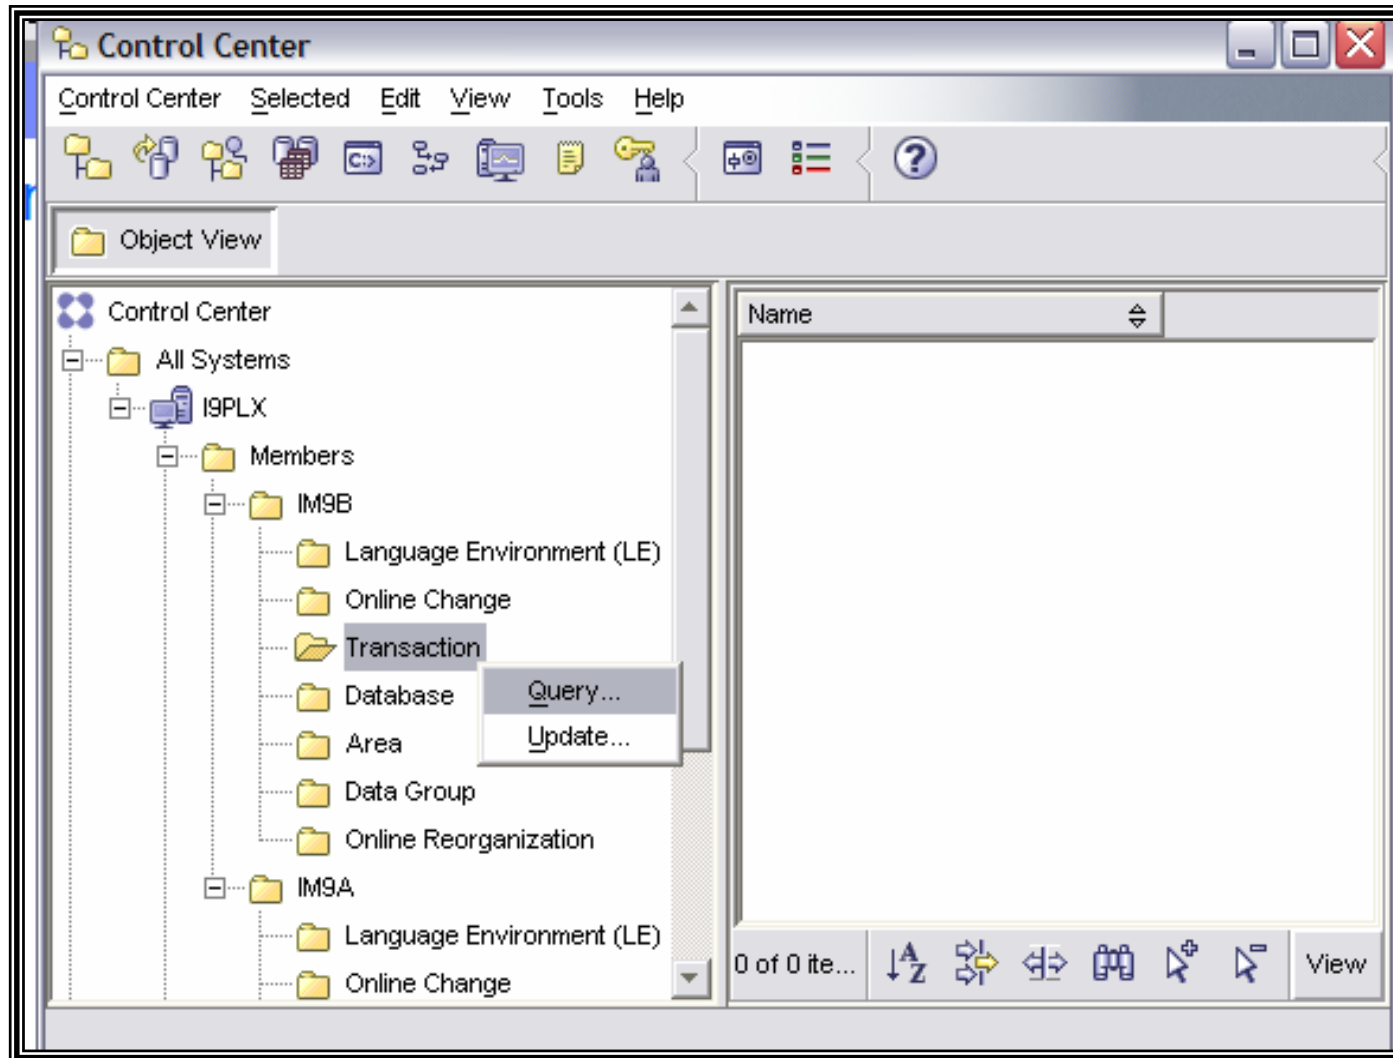 Control Center
Control Center Selected Edit View Tools Help
C:>
Object View
Control Center
All Systems
I9PLX
Members
IM9B
Language Environment (LE)
Online Change
Transaction
Query...
Database
Update...
Area
Data Group
Online Reorganization
IM9A
Language Environment (LE)
Online Change
Name
0 of 0 ite...
A
Z
View